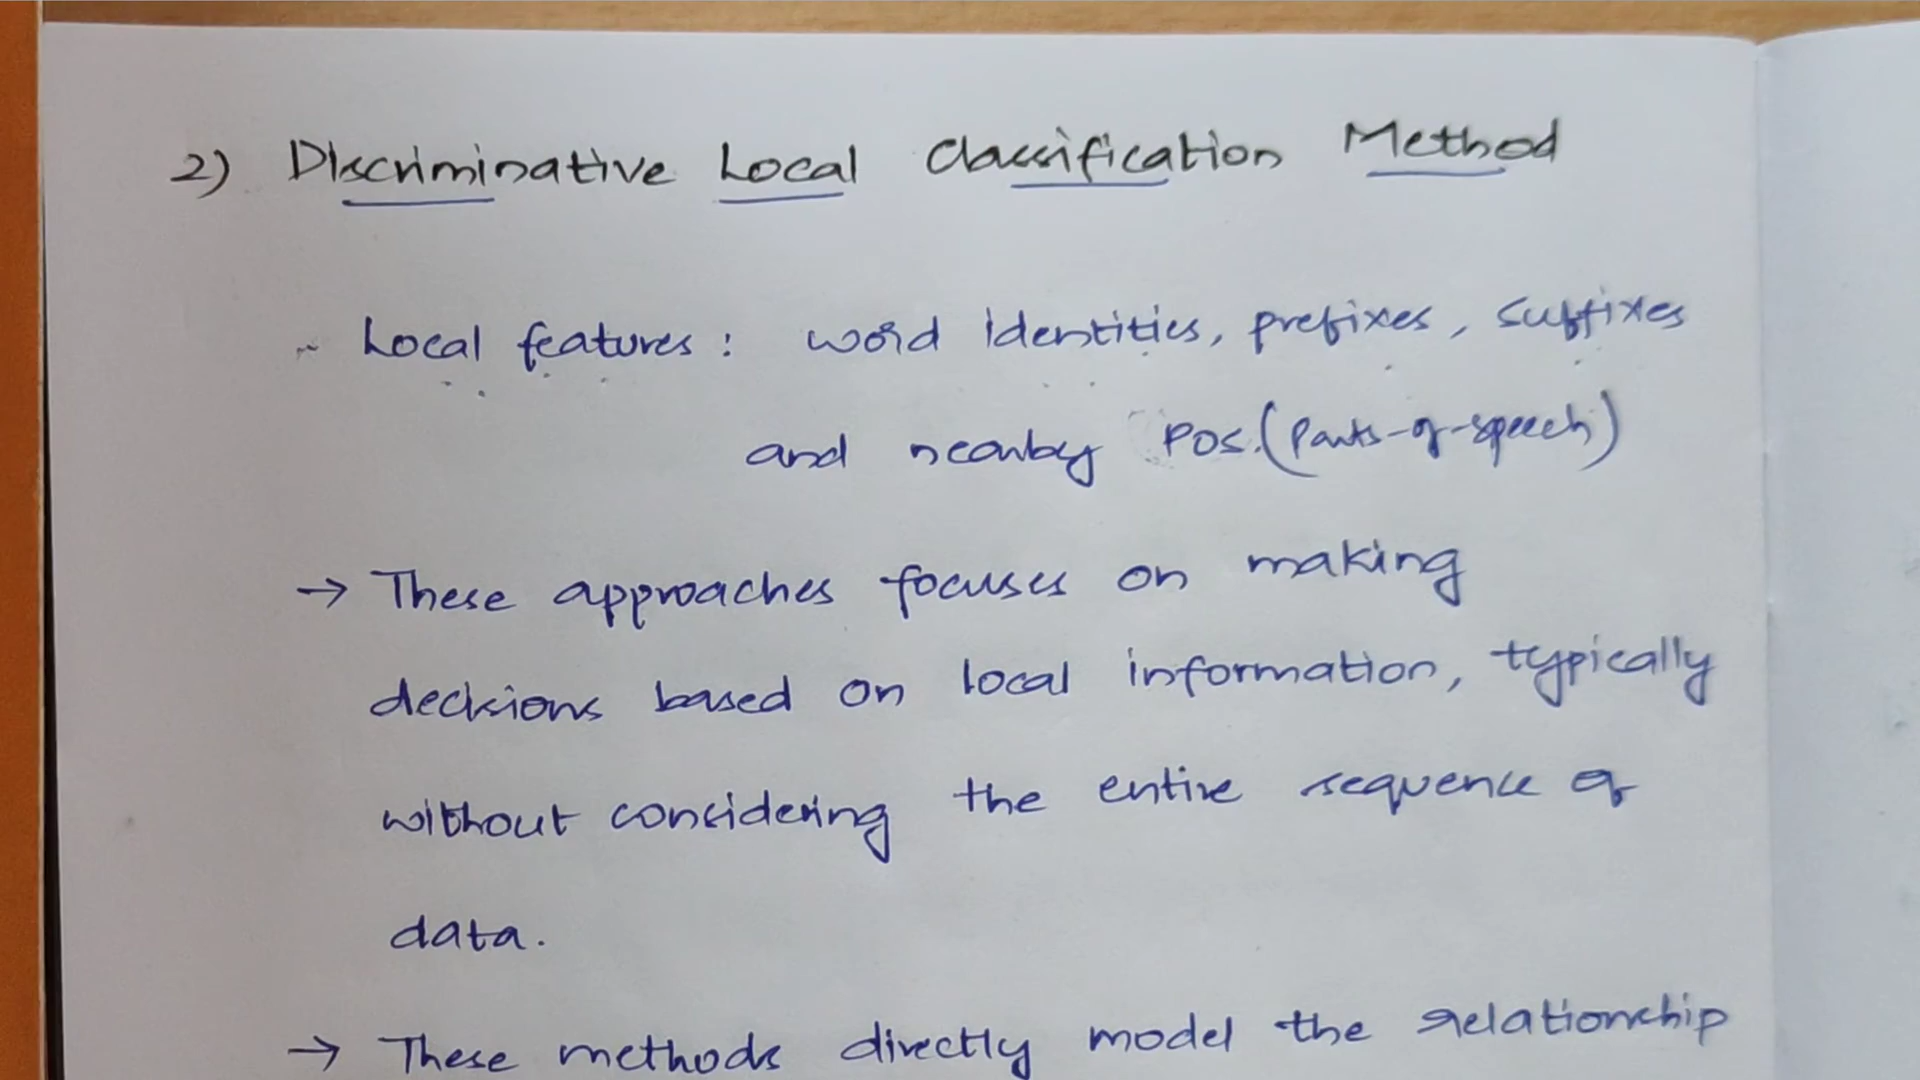 2) Discriminative Local Classification Method
- Local features : word identities, prefixes, suffixes
and nearby POS. (Parts-of-speech)
→ These approaches focuses on making
decisions based on local information, typically
without considering the entire sequence of
data.
→ These methods directly model the relationship